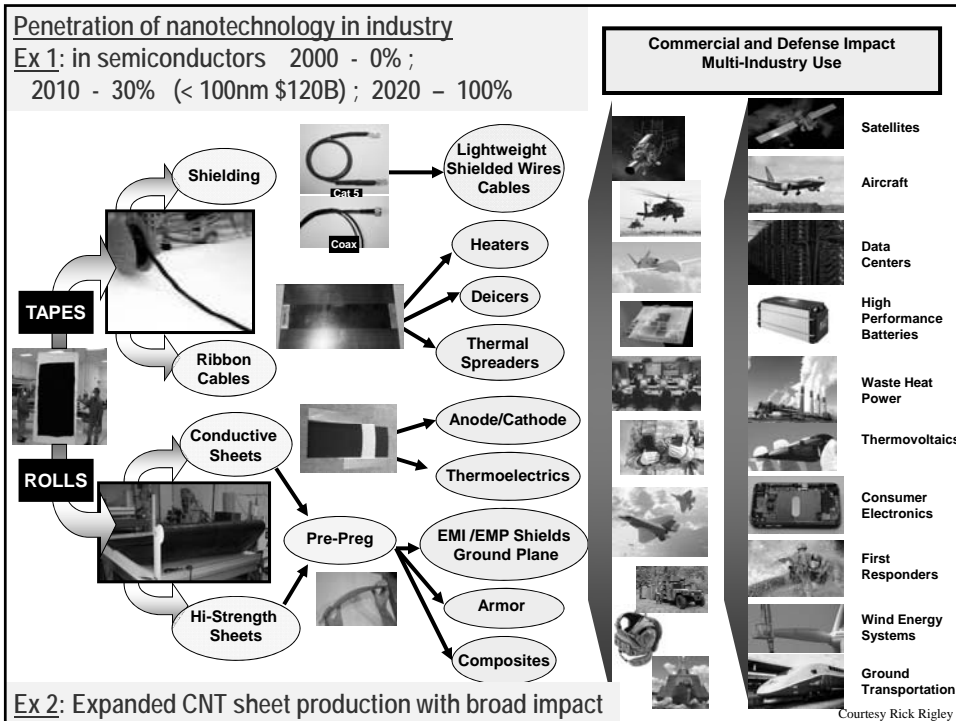 Penetration of nanotechnology in industry
Ex 1: in semiconductors 2000 - 0% ;
2010 - 30% (< 100nm $120B) ; 2020 – 100%
Commercial and Defense Impact
Multi-Industry Use
Shielding
Cat 5
Coax
Lightweight
Shielded Wires
Cables
Heaters
Deicers
Thermal
Spreaders
TAPES
Ribbon
Cables
ROLLS
Conductive
Sheets
Anode/Cathode
Thermoelectrics
Pre-Preg
EMI /EMP Shields
Ground Plane
Armor
Hi-Strength
Sheets
Composites
Satellites
Aircraft
Data
Centers
High
Performance
Batteries
Waste Heat
Power
Thermovoltaics
Consumer
Electronics
First
Responders
Wind Energy
Systems
Ground
Transportation
Ex 2: Expanded CNT sheet production with broad impact
Courtesy Rick Rigley